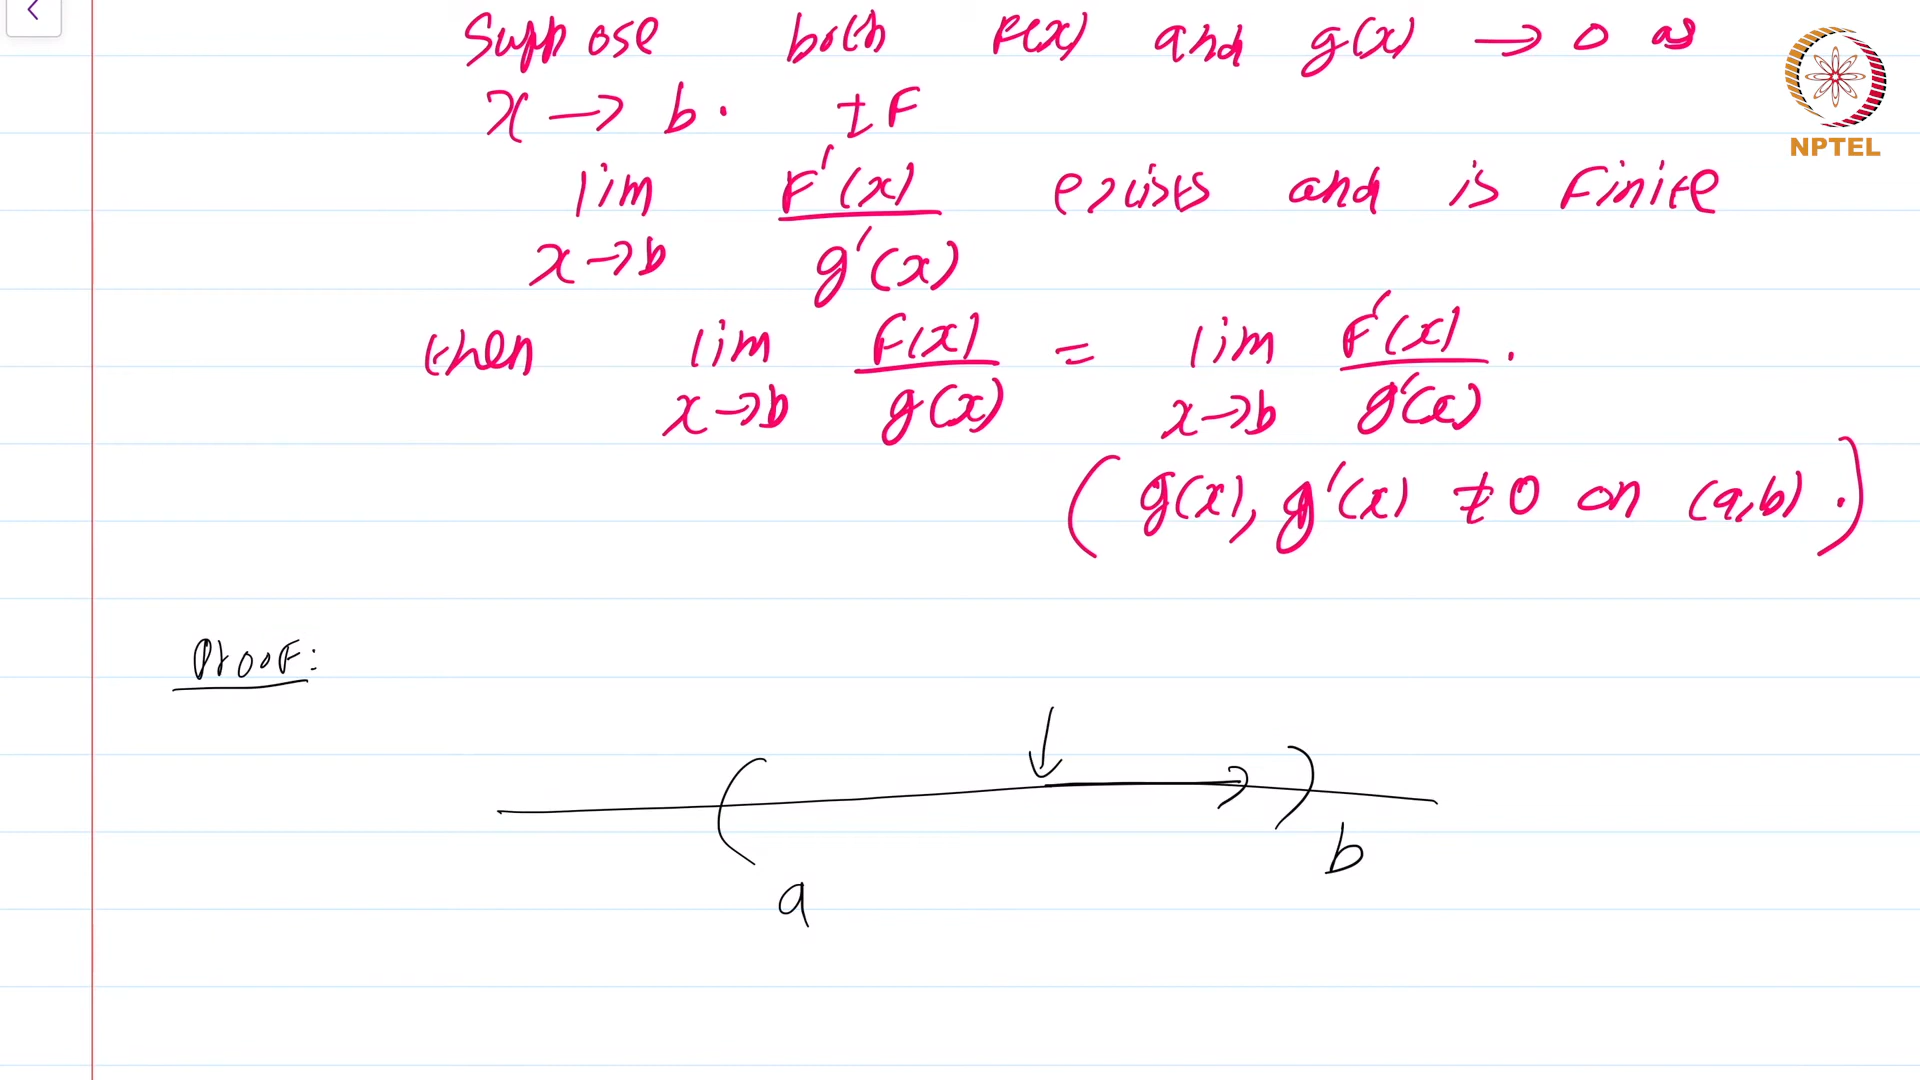 Suppose both F(x) and g(x) → 0 as
x → b. IF
lim F'(x) exists and is Finite
x→b g'(x)
then lim F(x) = lim F'(x).
x→b g(x) x→b g'(x)
(g(x), g'(x) ≠ 0 on (a,b).)
Proof:
a b
NPTEL